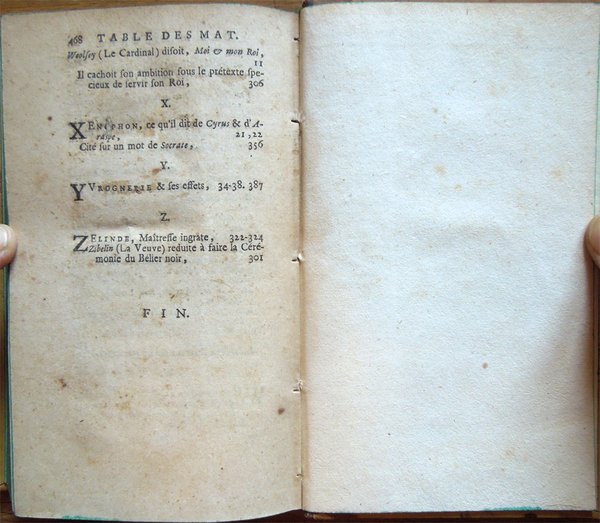 468 TABLE DES MAT.
Woolsey (Le Cardinal) disoit, Moi & mon Roi,
11
Il cachoit son ambition sous le prétexte spe-
cieux de servir son Roi, 306
X.
XENIPHON, ce qu'il dit de Cyrus & d'A-
raspe, 21, 22
Cité sur un mot de Socrate, 356
Y.
YVROGNERIE & ses effets, 34-38. 387
Z.
ZELINDE, Maîtresse ingrate, 322-324
Zibelin (La Veuve) reduite à faire la Céré-
monie du Bélier noir, 301
FIN.